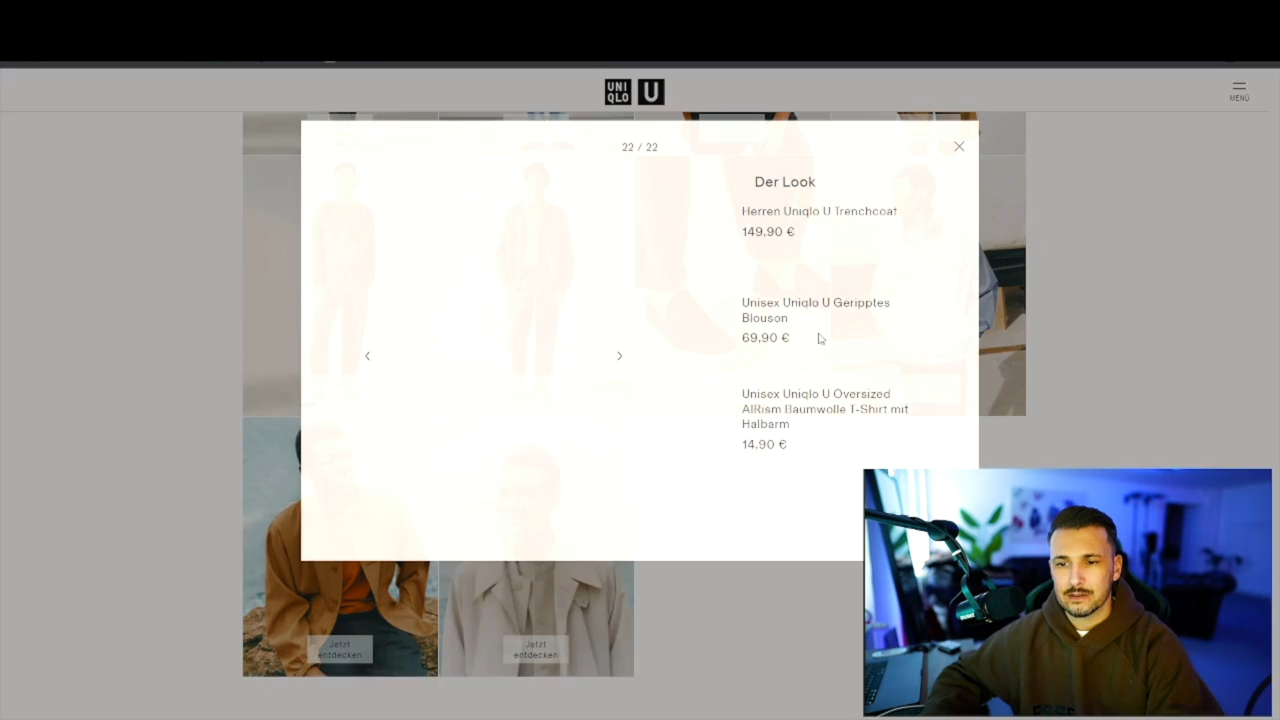 UNI
QLO
U
MENÜ
22 / 22
Der Look
Herren Uniqlo U Trenchcoat
149,90 €
Unisex Uniqlo U Geripptes
Blouson
69,90 €
Unisex Uniqlo U Oversized
AIRism Baumwolle T-Shirt mit
Halbarm
14,90 €
Jetzt
entdecken
Jetzt
entdecken